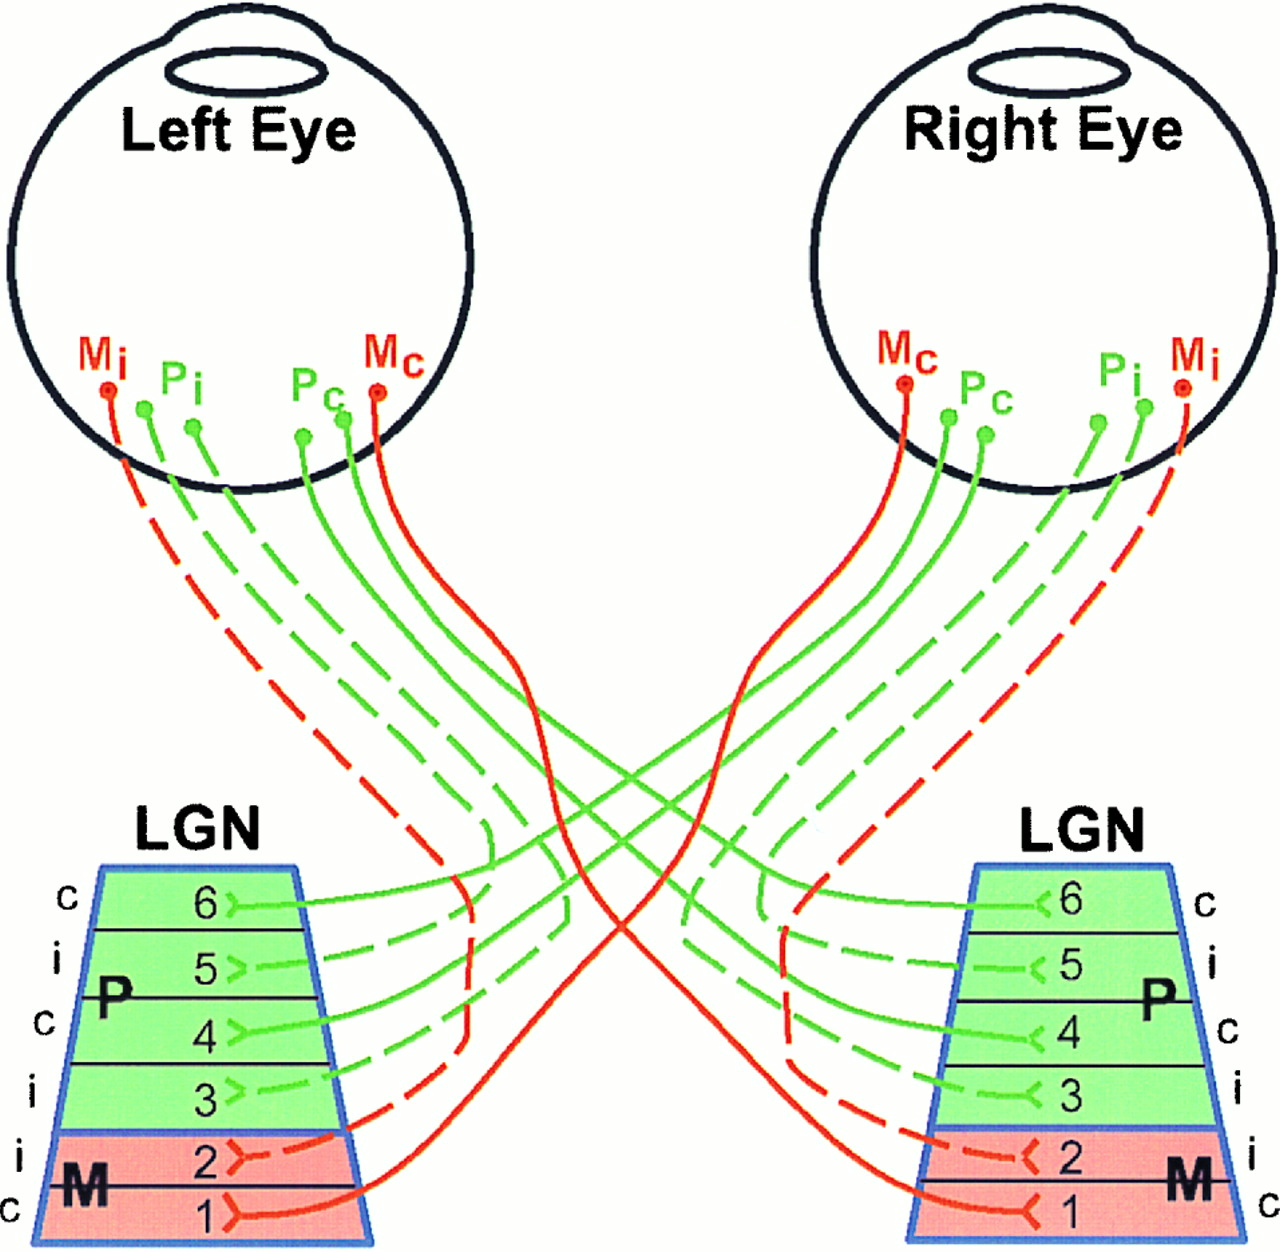 Left Eye
Right Eye
Mi
Pi
Pc
Mc
Mc
Pc
Pi
Mi
LGN
LGN
c 6
i 5
P
c 4
i 3
i 2
M
c 1
6 c
5 i
P
4 c
3 i
2 i
M
1 c